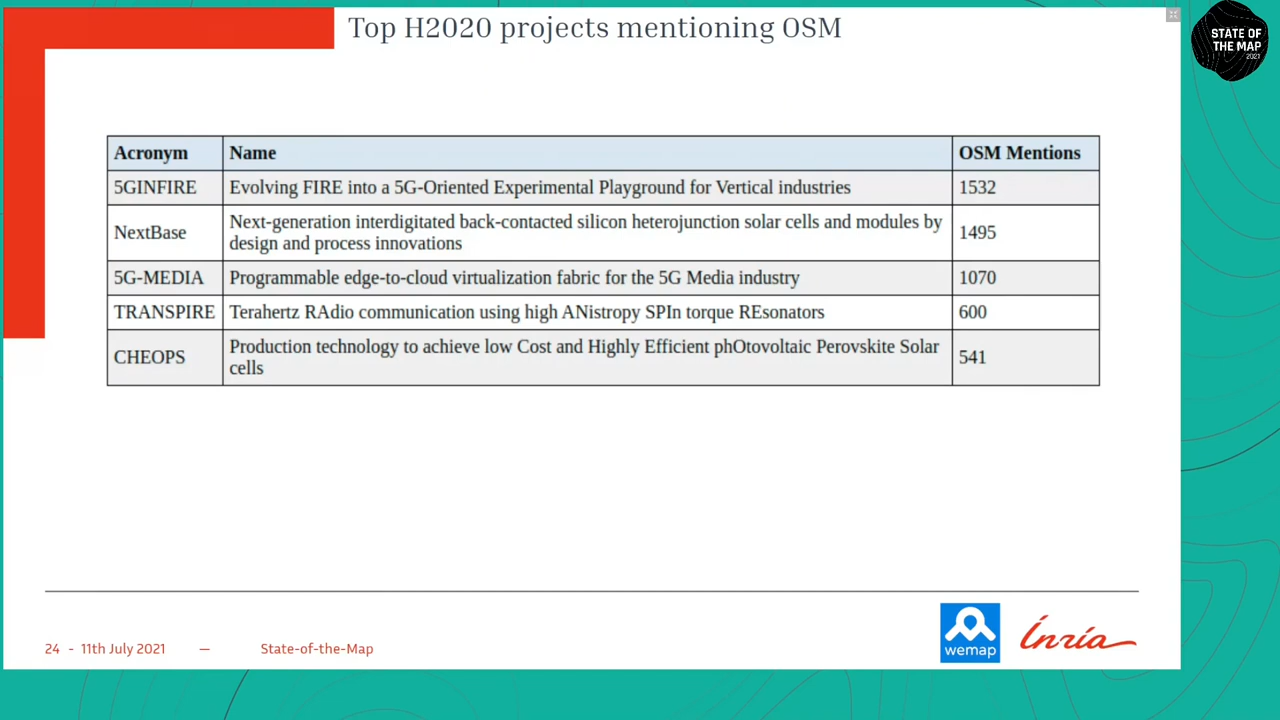 Top H2020 projects mentioning OSM
STATE OF
THE MAP
2021
Acronym Name OSM Mentions
5GINFIRE Evolving FIRE into a 5G-Oriented Experimental Playground for Vertical industries 1532
NextBase Next-generation interdigitated back-contacted silicon heterojunction solar cells and modules by
design and process innovations 1495
5G-MEDIA Programmable edge-to-cloud virtualization fabric for the 5G Media industry 1070
TRANSPIRE Terahertz RAdio communication using high ANistropy SPIn torque REsonators 600
CHEOPS Production technology to achieve low Cost and Highly Efficient phOtovoltaic Perovskite Solar
cells 541
24 - 11th July 2021 — State-of-the-Map
wemap
Inria